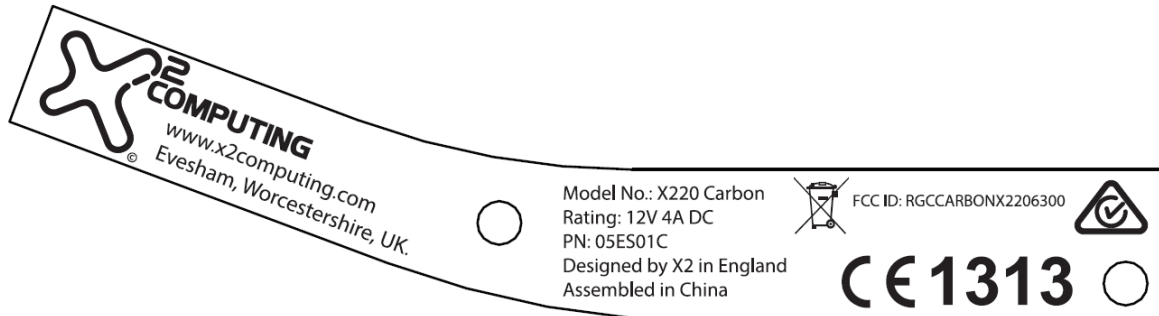 X2
COMPUTING
©
www.x2computing.com
Evesham, Worcestershire, UK.
Model No.: X220 Carbon
Rating: 12V 4A DC
PN: 05ES01C
Designed by X2 in England
Assembled in China
FCC ID: RGCCARBONX2206300
CE 1313